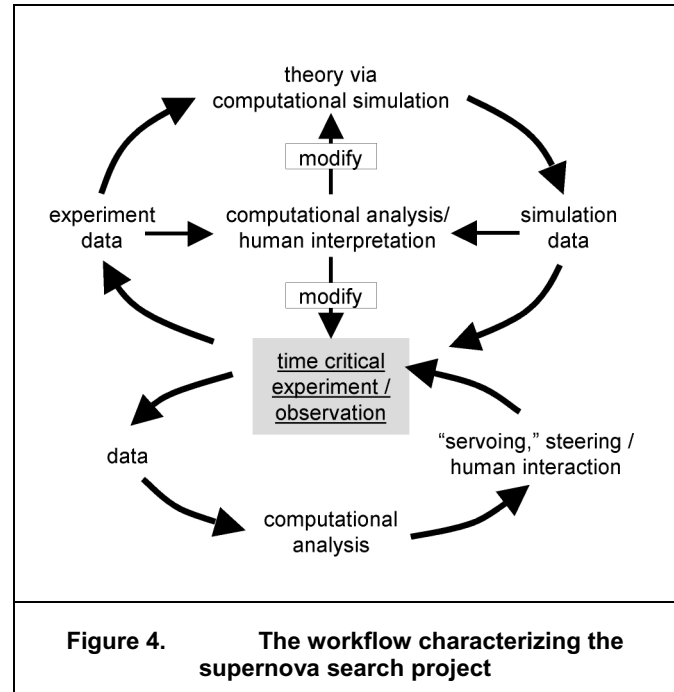 theory via
computational simulation
modify
experiment
data
computational analysis/
human interpretation
simulation
data
modify
time critical
experiment /
observation
data
“servoing,” steering /
human interaction
computational
analysis
Figure 4. The workflow characterizing the
supernova search project